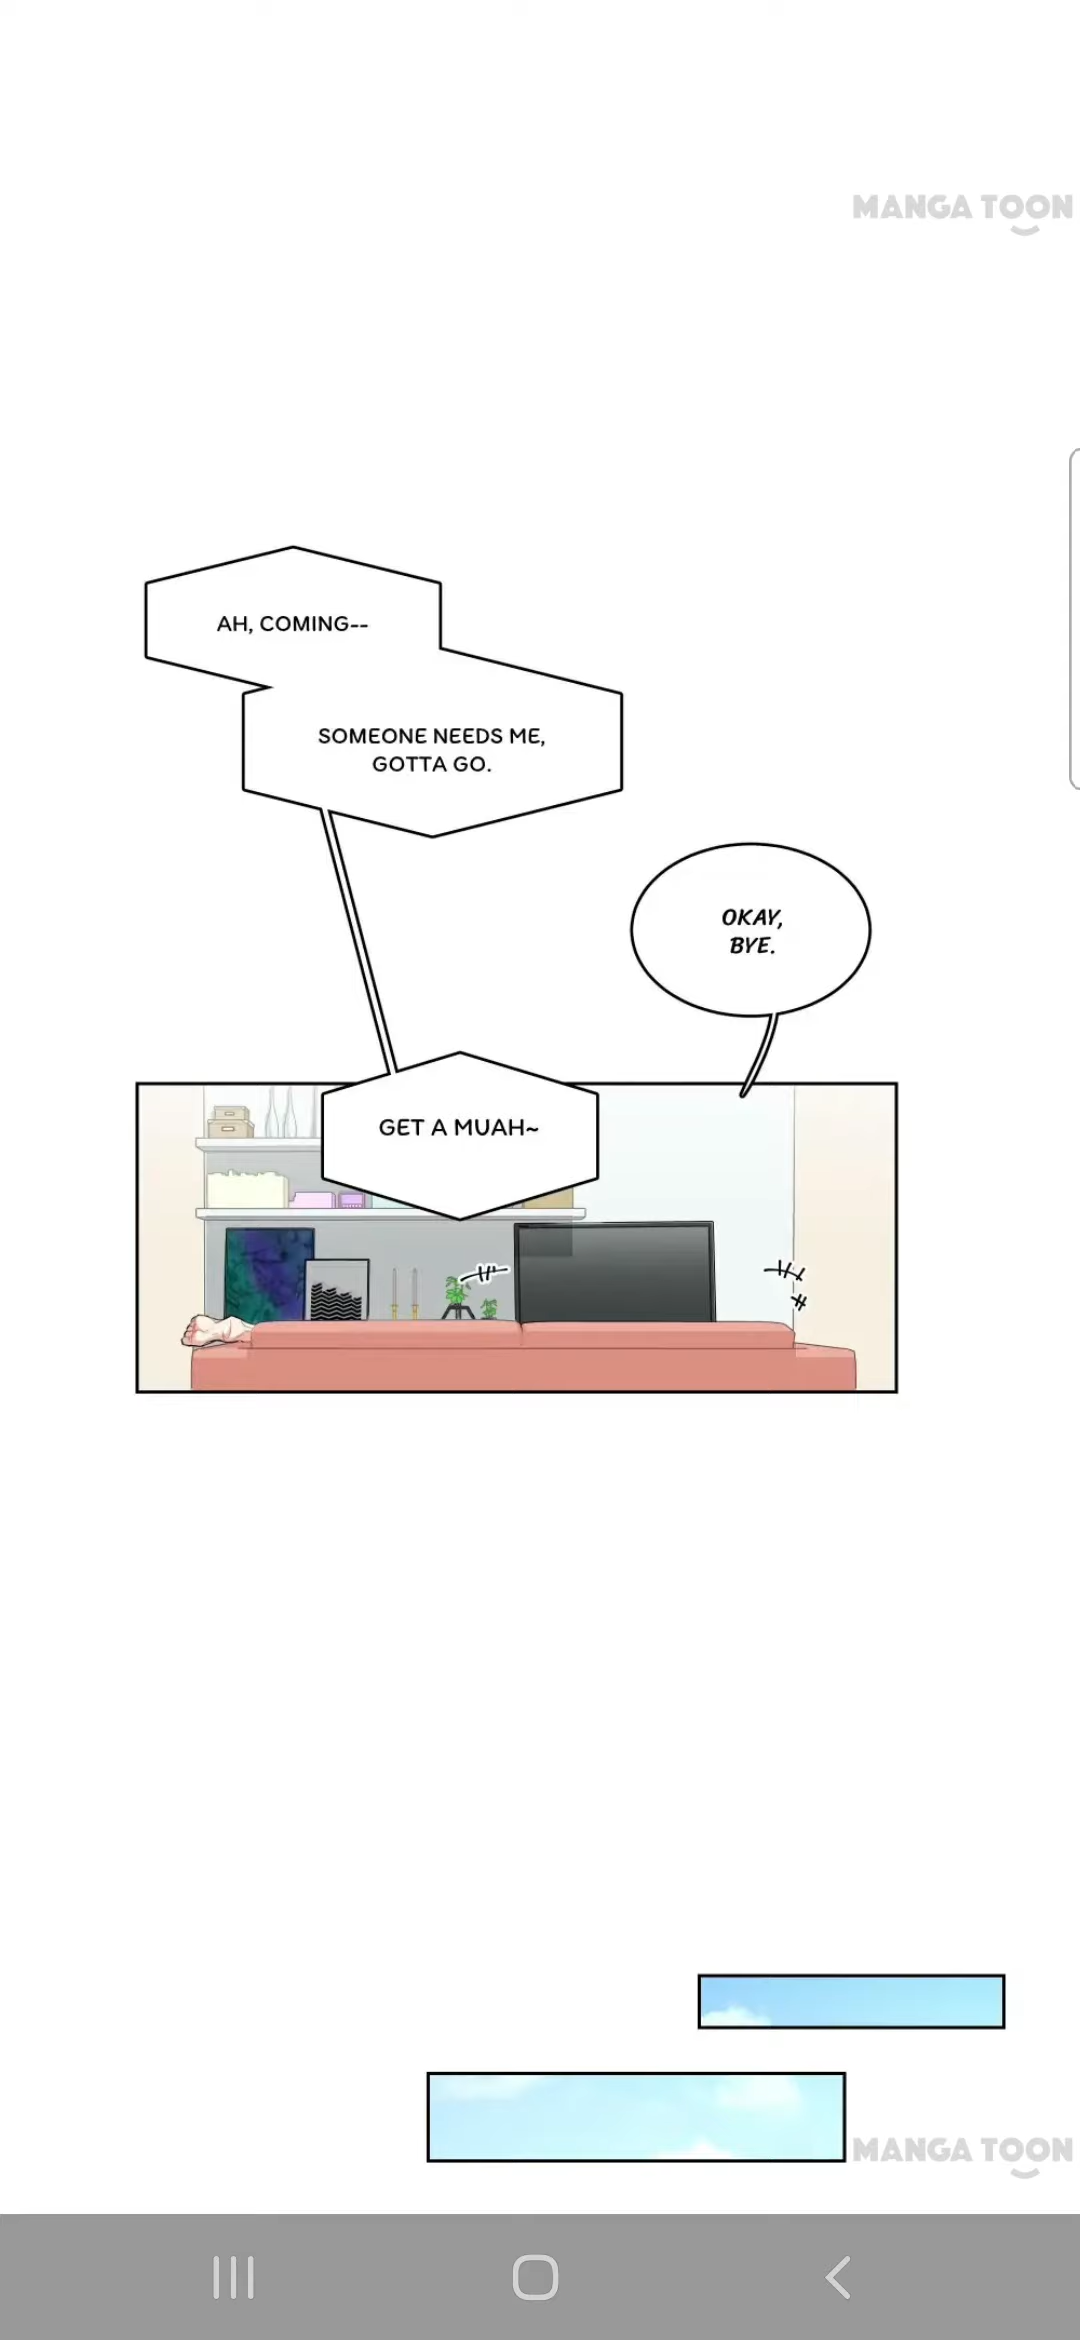 MANGA TOON
AH, COMING--
SOMEONE NEEDS ME,
GOTTA GO.
OKAY,
BYE.
GET A MUAH~
MANGA TOON